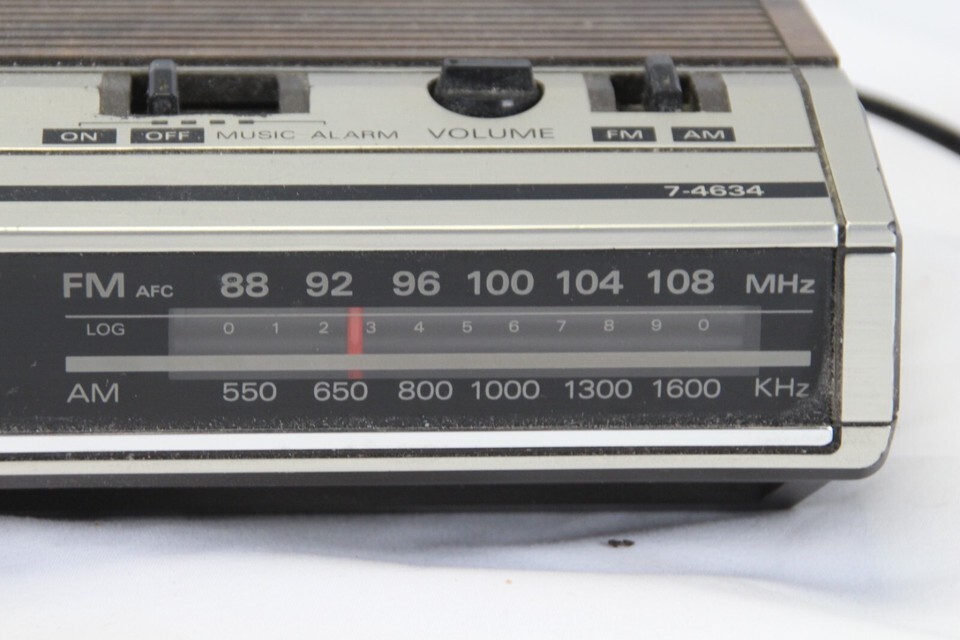 ON OFF MUSIC ALARM VOLUME FM AM
7-4634
FM AFC 88 92 96 100 104 108 MHz
LOG 0 1 2 3 4 5 6 7 8 9 0
AM 550 650 800 1000 1300 1600 KHz